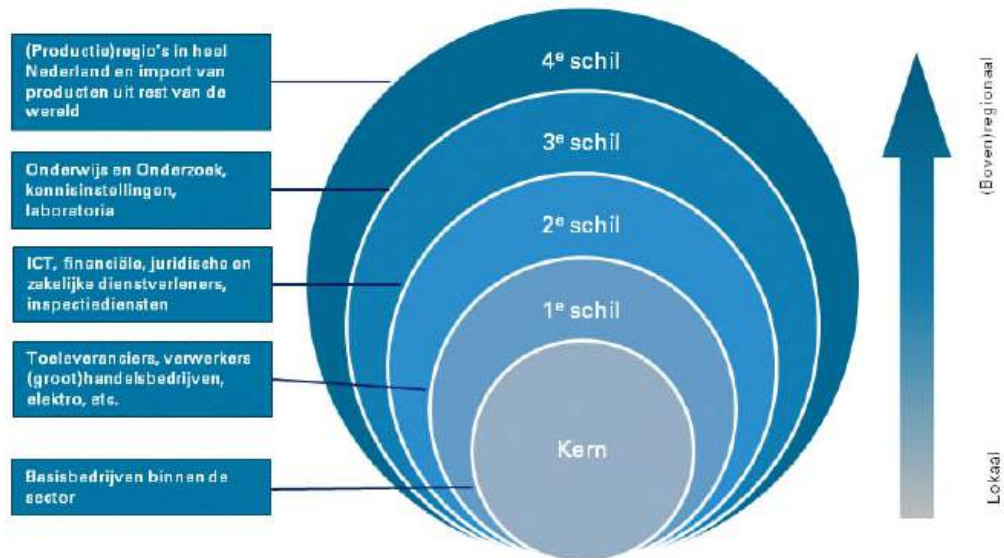 (Productie)regio's in heel
Nederland en import van
producten uit rest van de
wereld
Onderwijs en Onderzoek,
kennisinstellingen,
laboratoria
ICT, financiële, juridische en
zakelijke dienstverleners,
inspectiediensten
Toeleveranciers, verwerkers
(groot)handelsbedrijven,
elektro, etc.
Basisbedrijven binnen de
sector
4e schil
3e schil
2e schil
1e schil
Kern
(Boven)regionaal
Lokaal